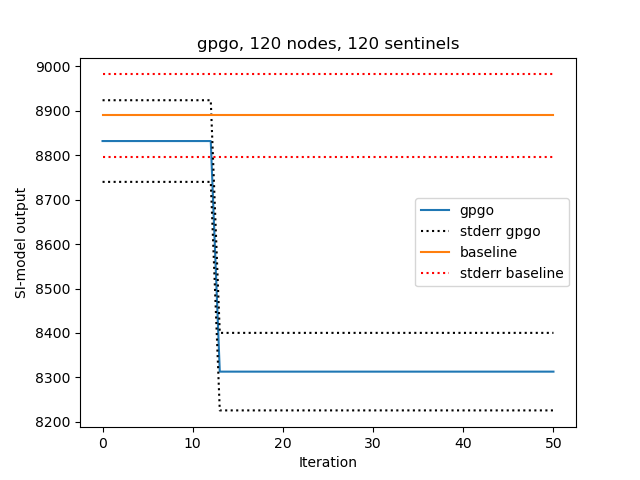 gpgo, 120 nodes, 120 sentinels
9000
8900
8800
8700
8600
8500
8400
8300
8200
SI-model output
gpgo
stderr gpgo
baseline
stderr baseline
0 10 20 30 40 50
Iteration